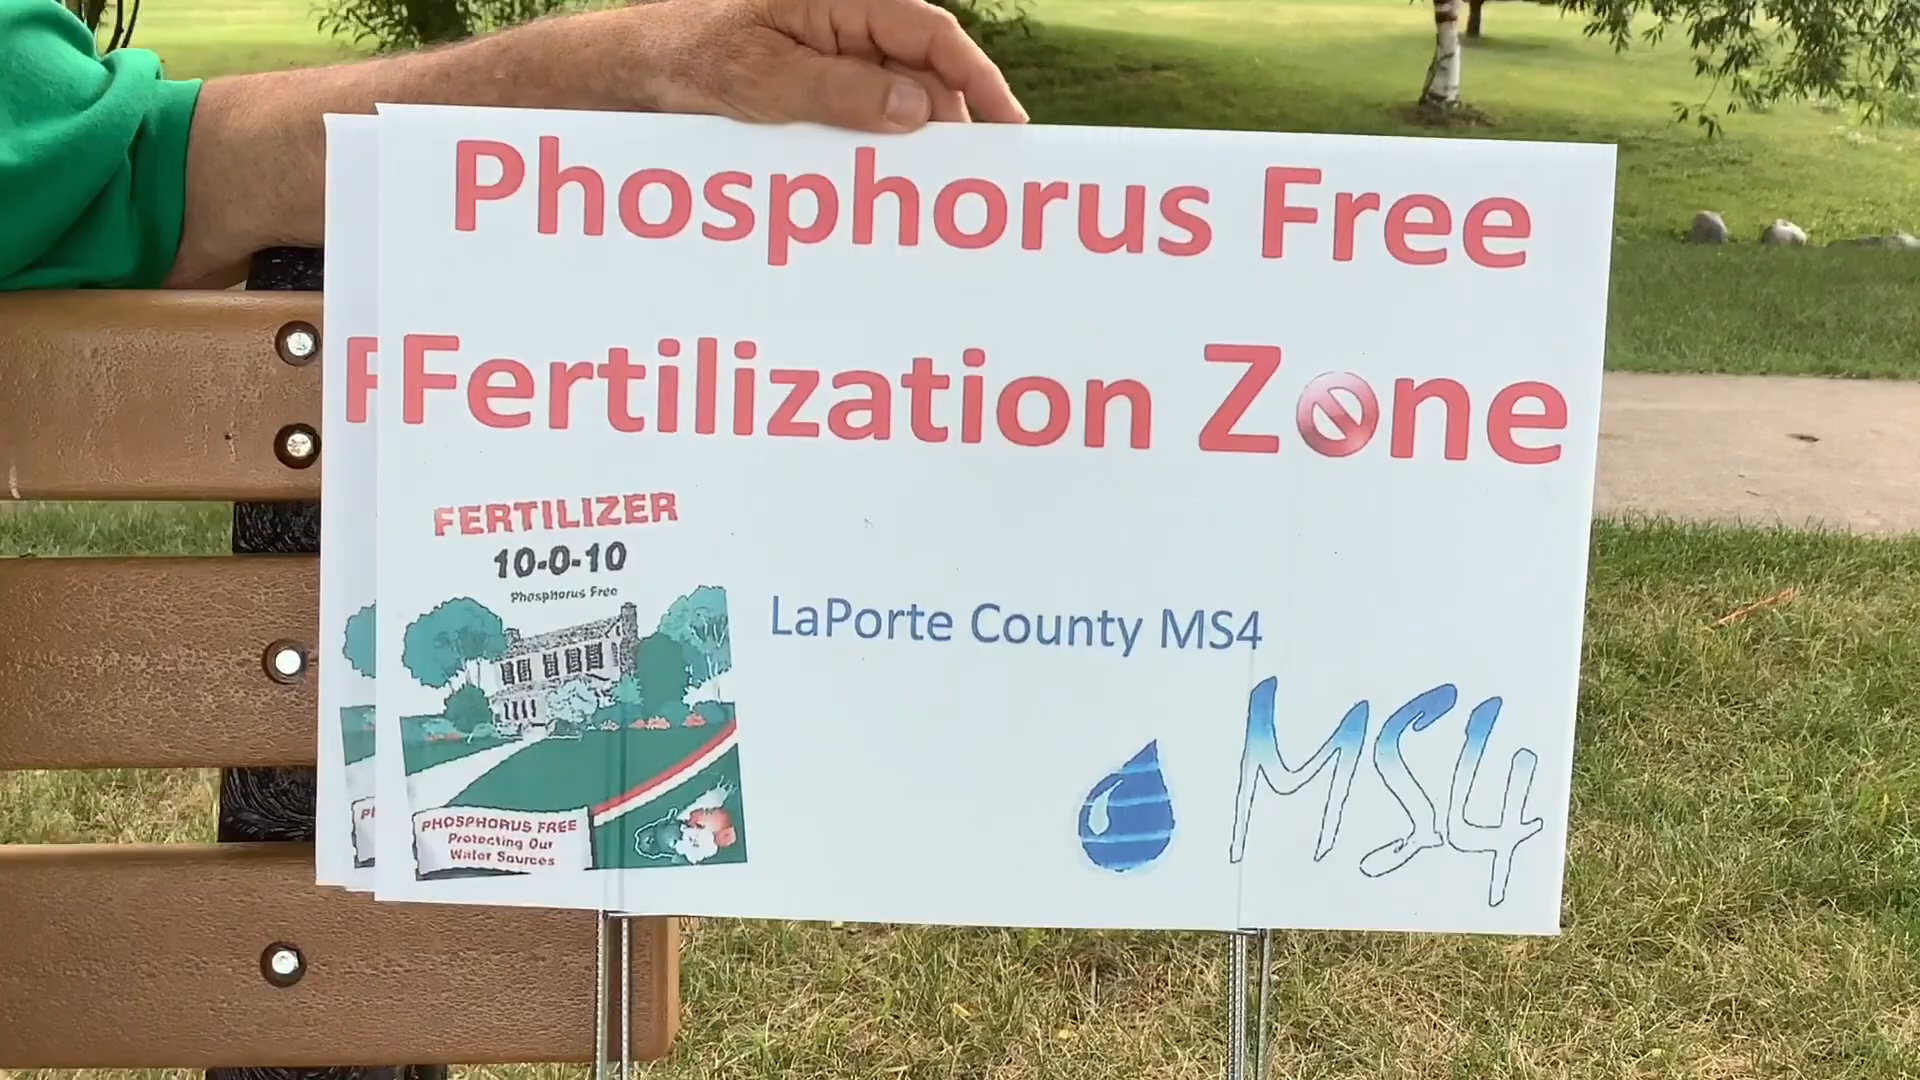 Phosphorus Free
Fertilization Zone
FERTILIZER
10-0-10
Phosphorus Free
LaPorte County MS4
MS4
PHOSPHORUS FREE
Protecting Our
Water Sources
F
PI